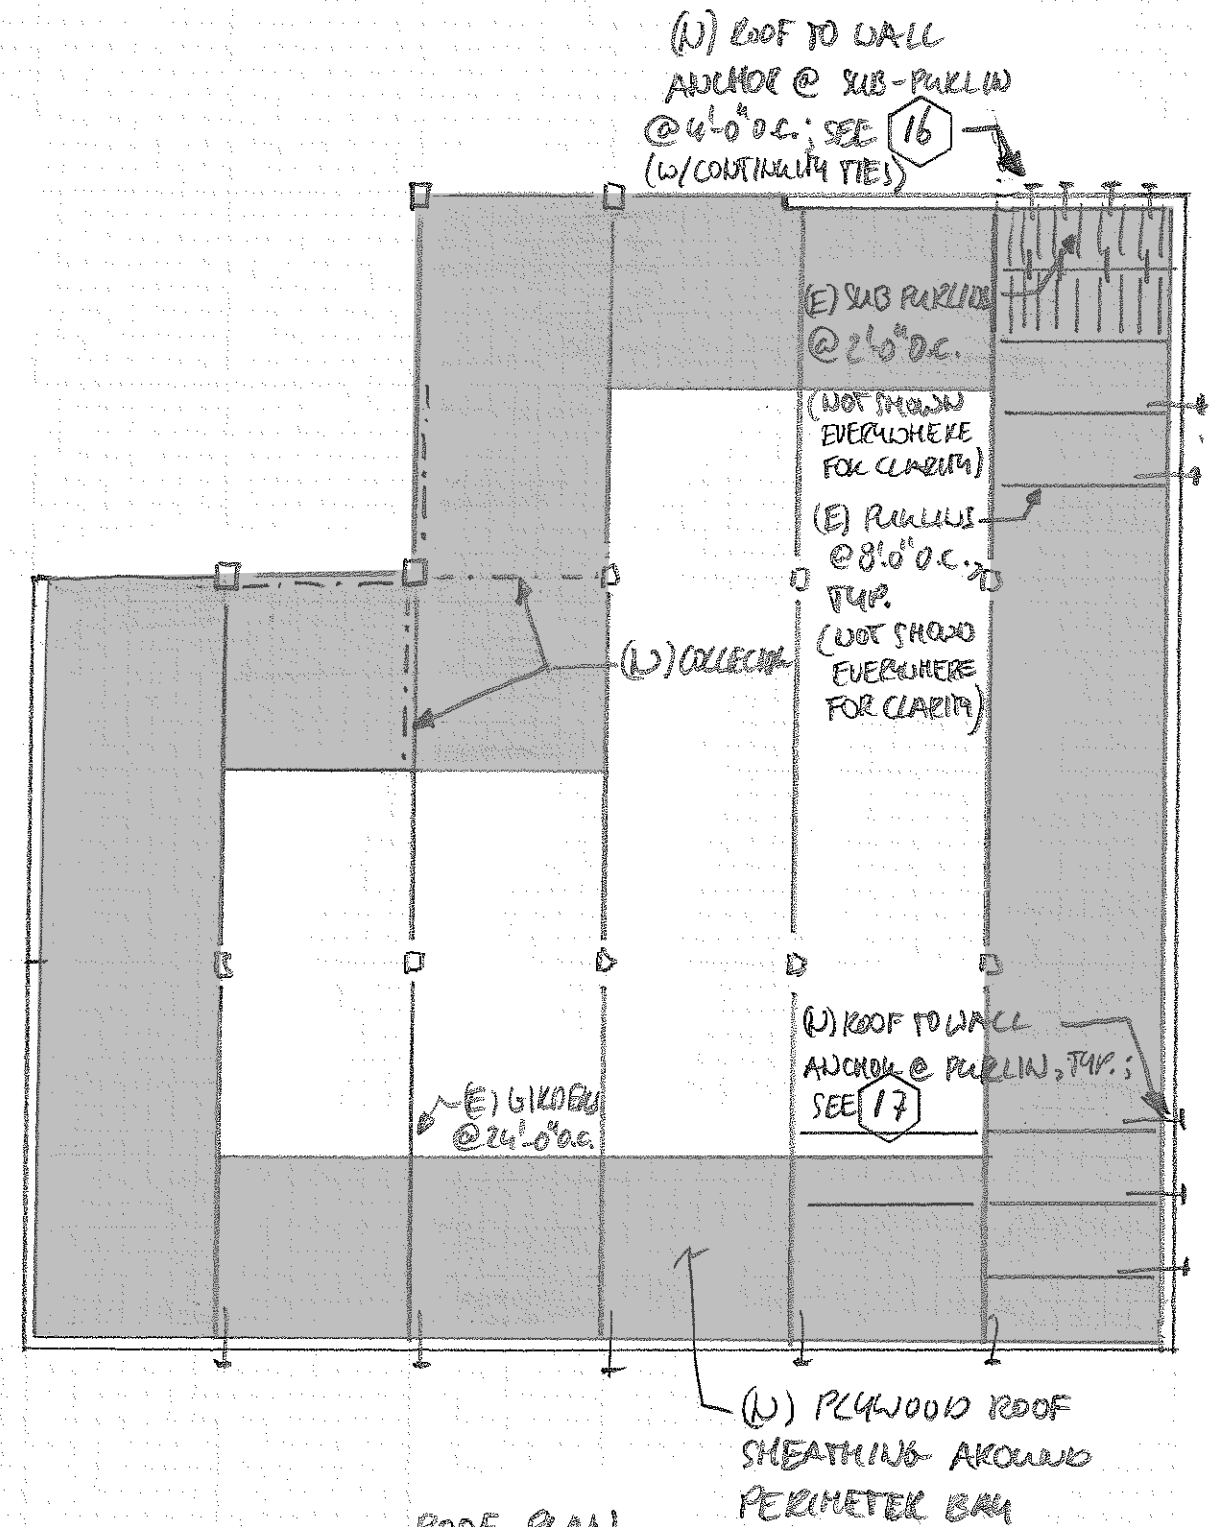 (N) ROOF TO WALL
ANCHOR @ SUB-PURLIN
@ 4'-0" O.C.; SEE 16
(W/CONTINUITY TIES)
(E) SUB PURLINS
@ 2'-0" O.C.
(NOT SHOWN
EVERYWHERE
FOR CLARITY)
(E) PURLINS
@ 8'-0" O.C.,
TYP.
(NOT SHOWN
EVERYWHERE
FOR CLARITY)
(N) COLLECTOR
(N) ROOF TO WALL
ANCHOR @ PURLIN, TYP.;
SEE 17
(E) GIRDERS
@ 24'-0" O.C.
(N) PLYWOOD ROOF
SHEATHING AROUND
PERIMETER BAY
ROOF PLAN